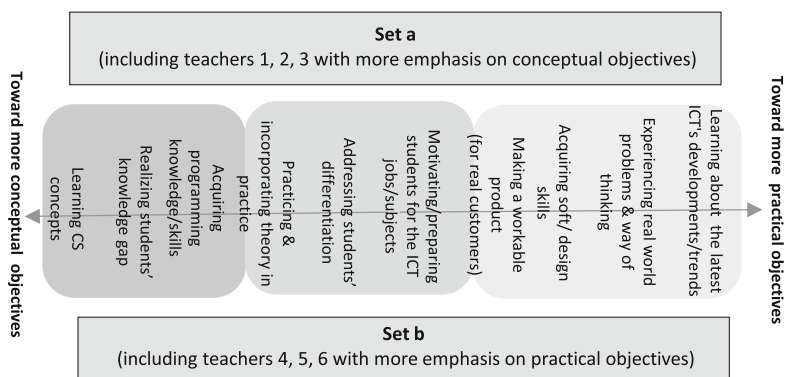 Set a
(including teachers 1, 2, 3 with more emphasis on conceptual objectives)
Toward more conceptual objectives
Learning CS
concepts
Realizing students'
knowledge gap
Acquiring
programming
knowledge/skills
Practicing &
incorporating theory in
practice
Addressing students'
differentiation
Motivating/preparing
students for the ICT
jobs/subjects
Making a workable
product
(for real customers)
Acquiring soft/ design
skills
Experiencing real world
problems & way of
thinking
Learning about the latest
ICT's developments/trends
Toward more practical objectives
Set b
(including teachers 4, 5, 6 with more emphasis on practical objectives)